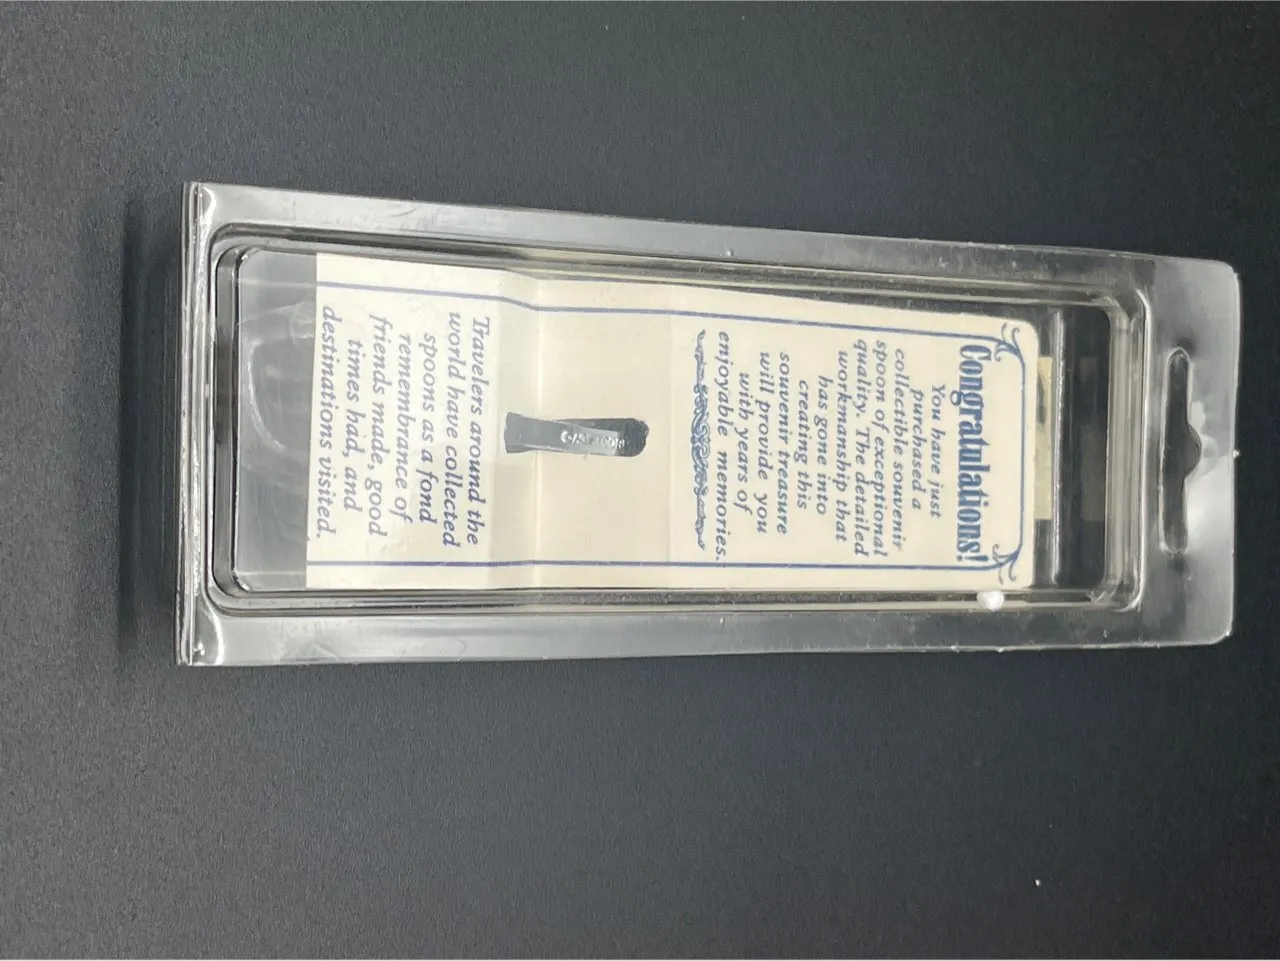 Congratulations!
You have just
purchased a
collectible souvenir
spoon of exceptional
quality. The detailed
workmanship that
has gone into
creating this
souvenir treasure
will provide you
with years of
enjoyable memories.
Travelers around the
world have collected
spoons as a fond
remembrance of
friends made, good
times had, and
destinations visited.